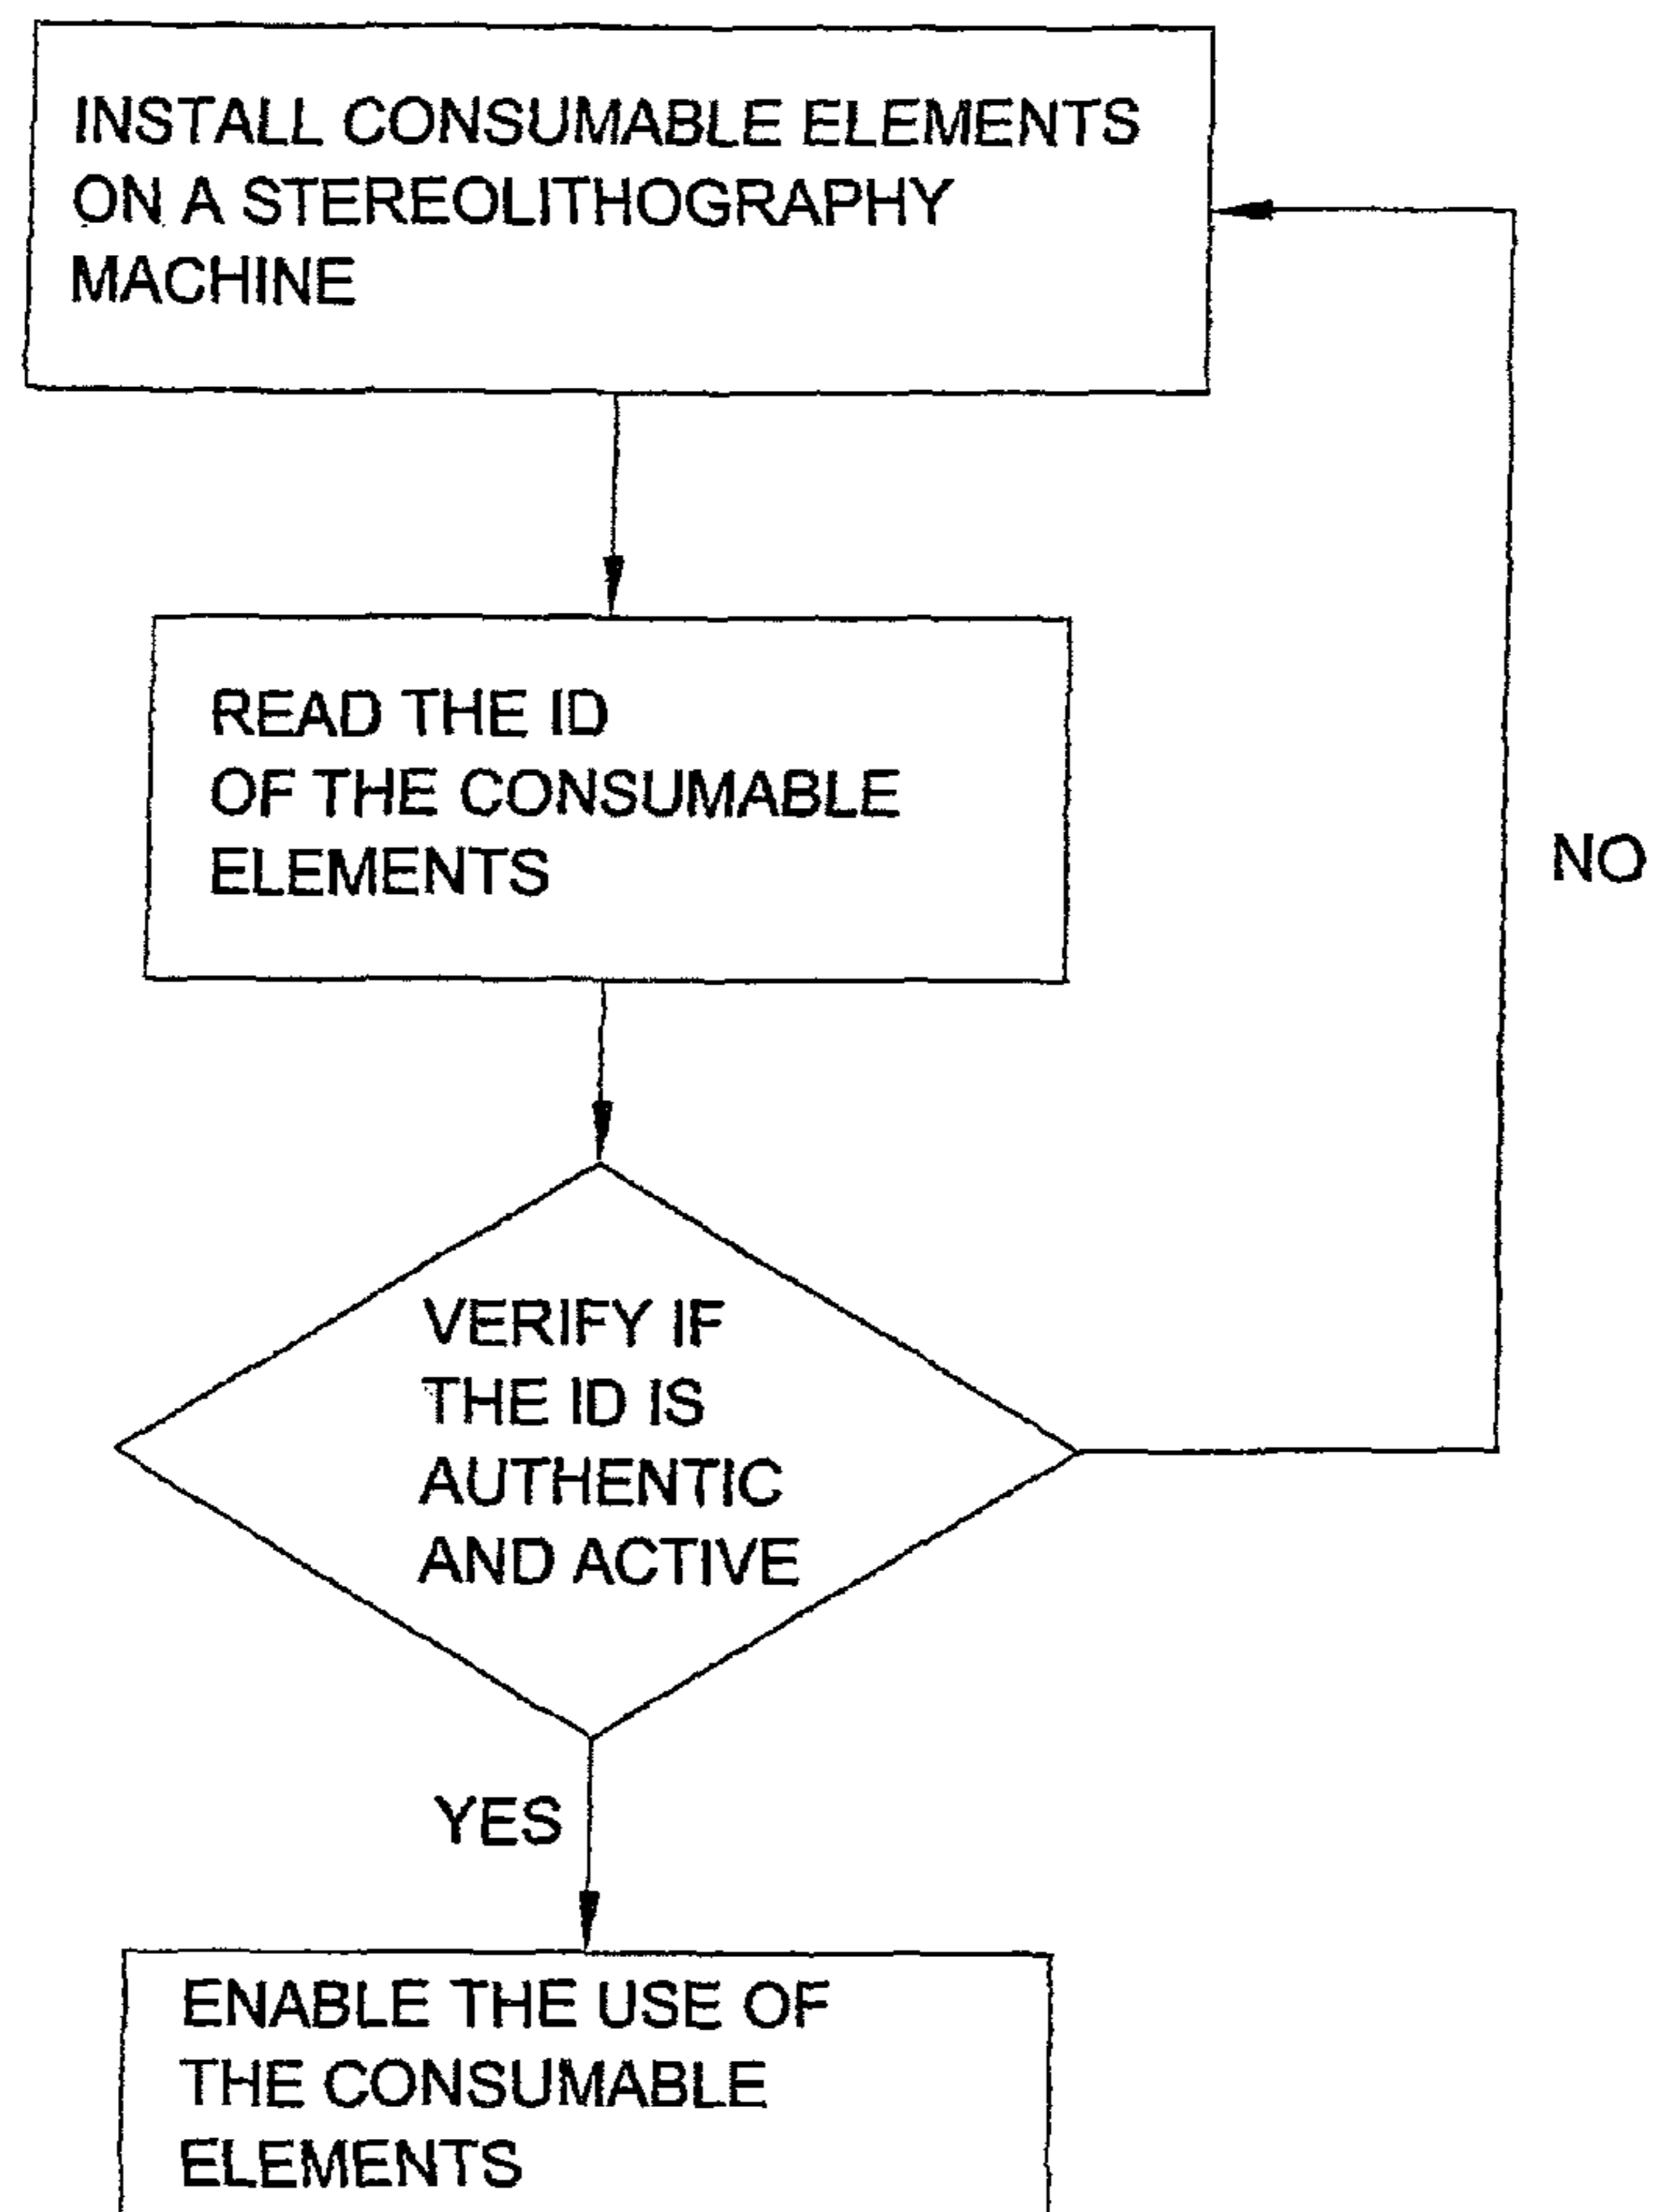 INSTALL CONSUMABLE ELEMENTS
ON A STEREOLITHOGRAPHY
MACHINE
READ THE ID
OF THE CONSUMABLE
ELEMENTS
NO
VERIFY IF
THE ID IS
AUTHENTIC
AND ACTIVE
YES
ENABLE THE USE OF
THE CONSUMABLE
ELEMENTS